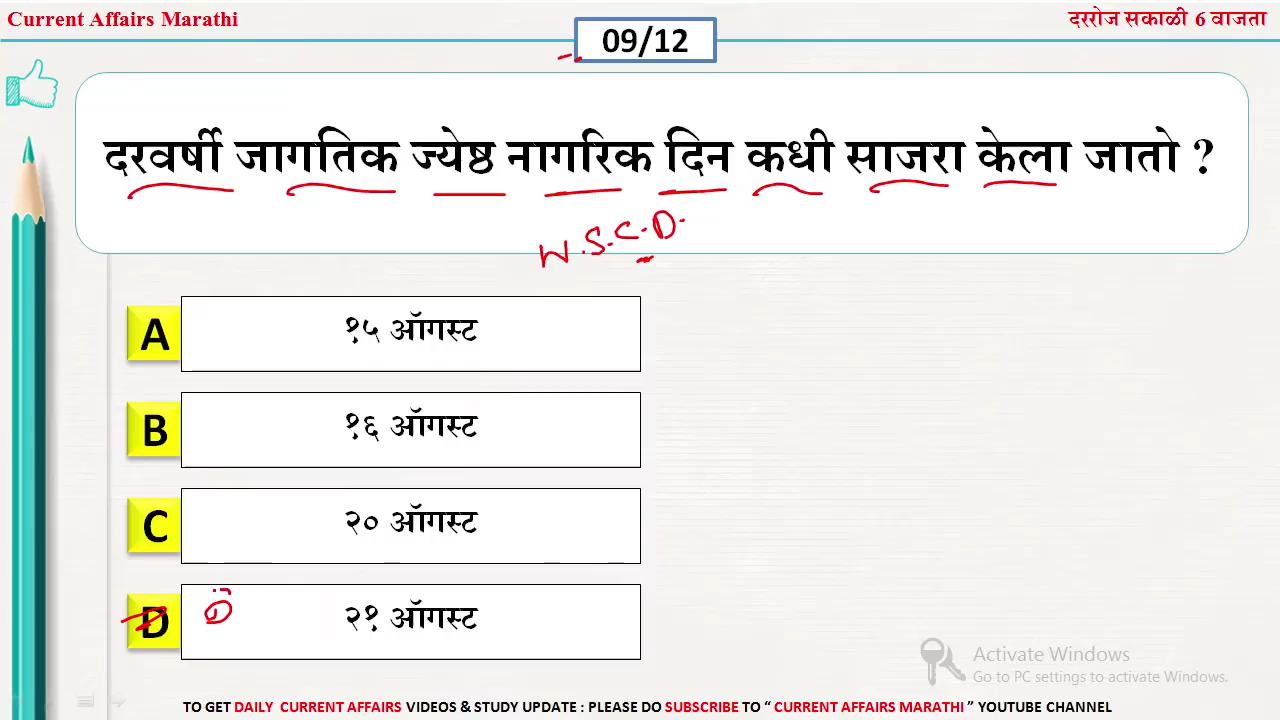 Current Affairs Marathi
दररोज सकाळी 6 वाजता
09/12
दरवर्षी जागतिक ज्येष्ठ नागरिक दिन कधी साजरा केला जातो ?
W.S.C.D.
A १५ ऑगस्ट
B १६ ऑगस्ट
C २० ऑगस्ट
D २१ ऑगस्ट
Activate Windows
Go to PC settings to activate Windows.
TO GET DAILY CURRENT AFFAIRS VIDEOS & STUDY UPDATE : PLEASE DO SUBSCRIBE TO “ CURRENT AFFAIRS MARATHI ” YOUTUBE CHANNEL